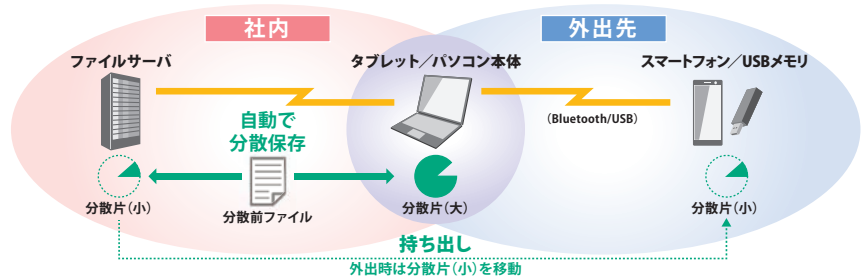 社内
外出先
ファイルサーバ
タブレット／パソコン本体
スマートフォン／USBメモリ
自動で
分散保存
（Bluetooth/USB）
分散片（小）
分散前ファイル
分散片（大）
分散片（小）
持ち出し
外出時は分散片（小）を移動